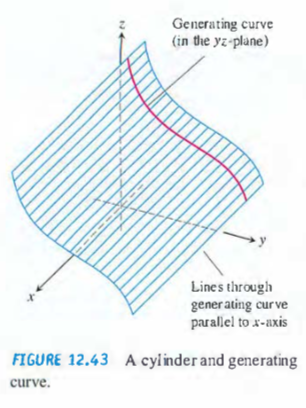 z
Generating curve
(in the yz-plane)
y
x
Lines through
generating curve
parallel to x-axis
FIGURE 12.43 A cylinder and generating
curve.